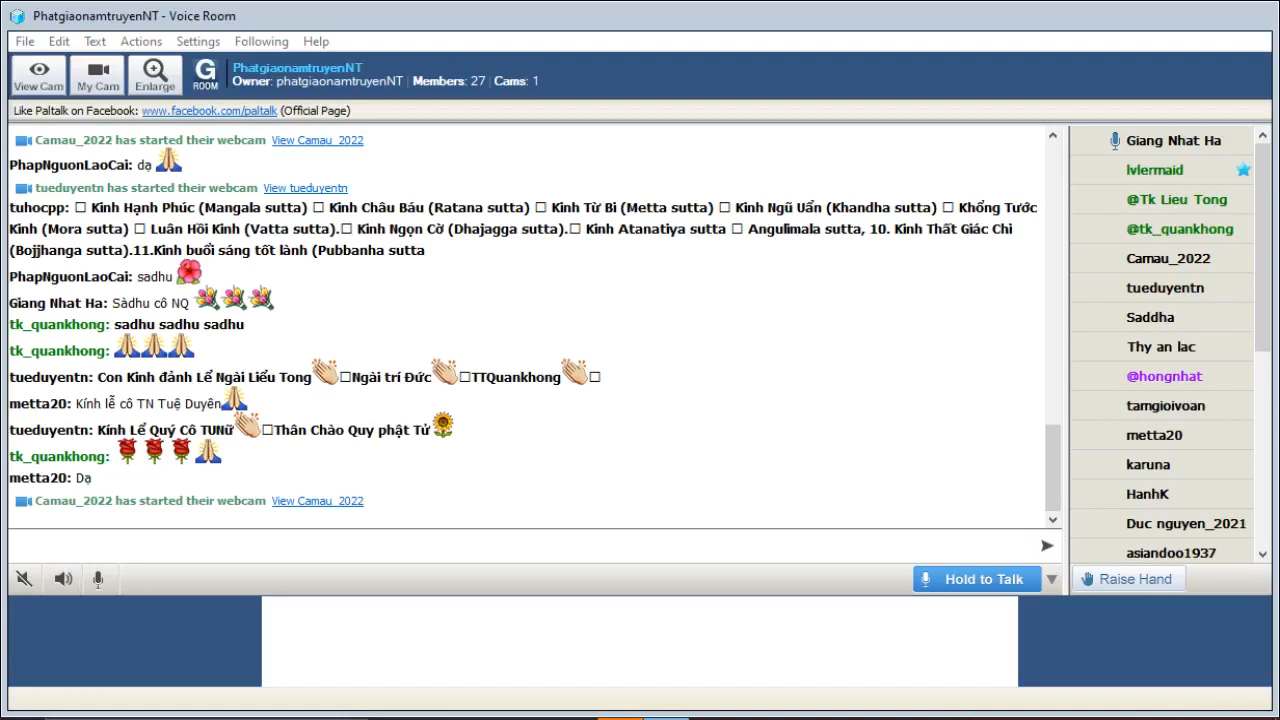 PhatgiaonamtruyenNT - Voice Room
File Edit Text Actions Settings Following Help
View Cam My Cam Enlarge G ROOM
PhatgiaonamtruyenNT
Owner: phatgiaonamtruyenNT | Members: 27 | Cams: 1
Like Paltalk on Facebook: www.facebook.com/paltalk (Official Page)
Camau_2022 has started their webcam View Camau_2022
PhapNguonLaoCai: dạ 🙏
tueduyentn has started their webcam View tueduyentn
tuhocpp: □ Kinh Hạnh Phúc (Mangala sutta) □ Kinh Châu Báu (Ratana sutta) □ Kinh Từ Bi (Metta sutta) □ Kinh Ngũ Uẩn (Khandha sutta) □ Khổng Tước
Kinh (Mora sutta) □ Luân Hồi Kinh (Vatta sutta).□ Kinh Ngọn Cờ (Dhajagga sutta).□ Kinh Atanatiya sutta □ Angulimala sutta, 10. Kinh Thất Giác Chi
(Bojjhanga sutta).11.Kinh buổi sáng tốt lành (Pubbanha sutta
PhapNguonLaoCai: sadhu 🌺
Giang Nhat Ha: Sàdhu cô NQ 💐💐💐
tk_quankhong: sadhu sadhu sadhu
tk_quankhong: 🙏🙏🙏
tueduyentn: Con Kinh đảnh Lể Ngài Liểu Tong👏□Ngài trí Đức👏□TTQuankhong👏□
metta20: Kính lễ cô TN Tuệ Duyên🙏
tueduyentn: Kính Lể Quý Cô TUNữ👏□Thân Chào Quy phật Tử🌻
tk_quankhong: 🌹🌹🌹🙏
metta20: Dạ
Camau_2022 has started their webcam View Camau_2022
Hold to Talk
Giang Nhat Ha
lvlermaid
@Tk Lieu Tong
@tk_quankhong
Camau_2022
tueduyentn
Saddha
Thy an lac
@hongnhat
tamgioivoan
metta20
karuna
HanhK
Duc nguyen_2021
asiandoo1937
Raise Hand